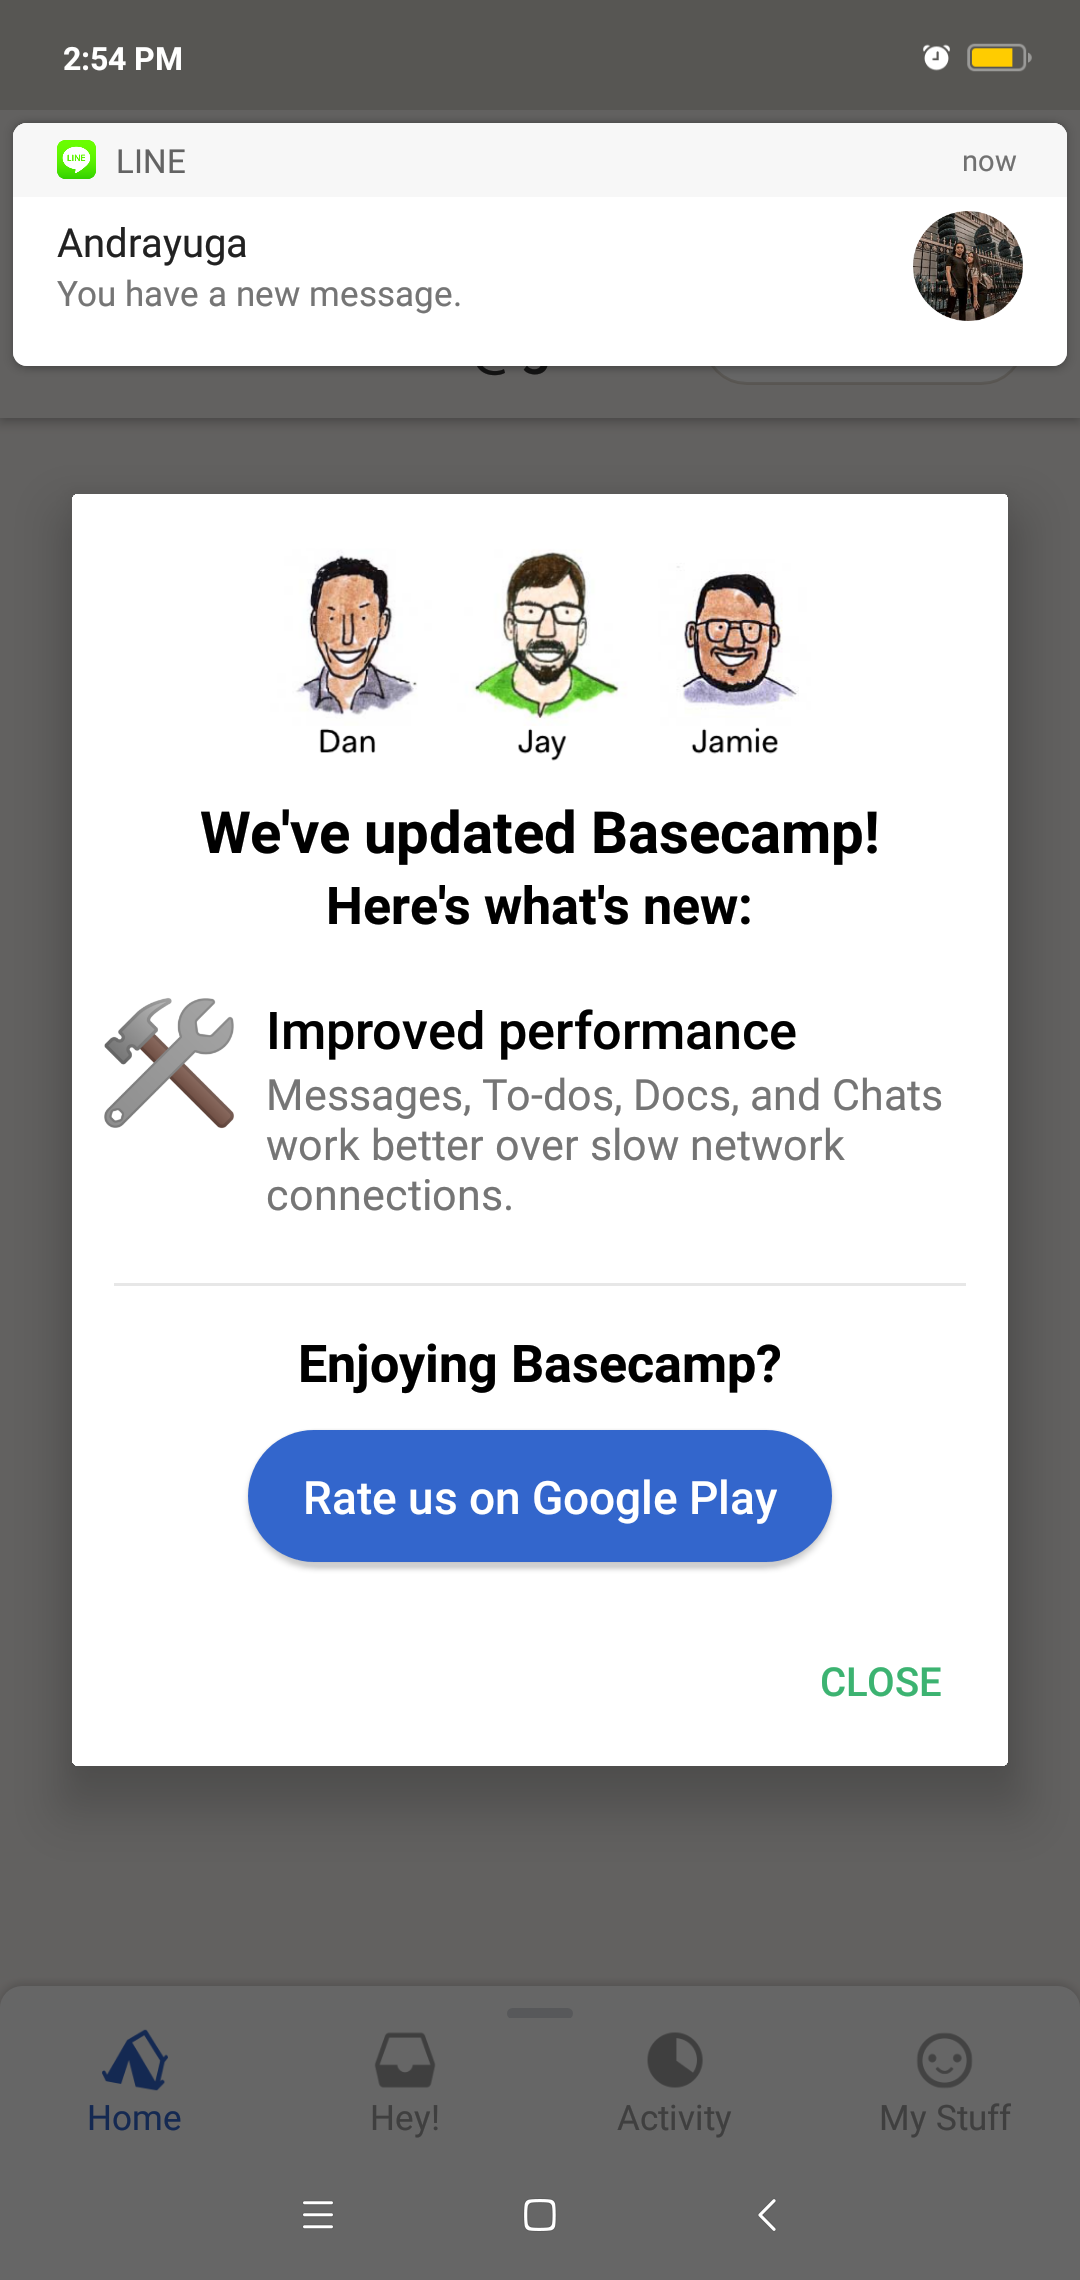 2:54 PM
LINE
LINE
now
Andrayuga
You have a new message.
Dan
Jay
Jamie
We've updated Basecamp!
Here's what's new:
Improved performance
Messages, To-dos, Docs, and Chats
work better over slow network
connections.
Enjoying Basecamp?
Rate us on Google Play
CLOSE
Home
Hey!
Activity
My Stuff